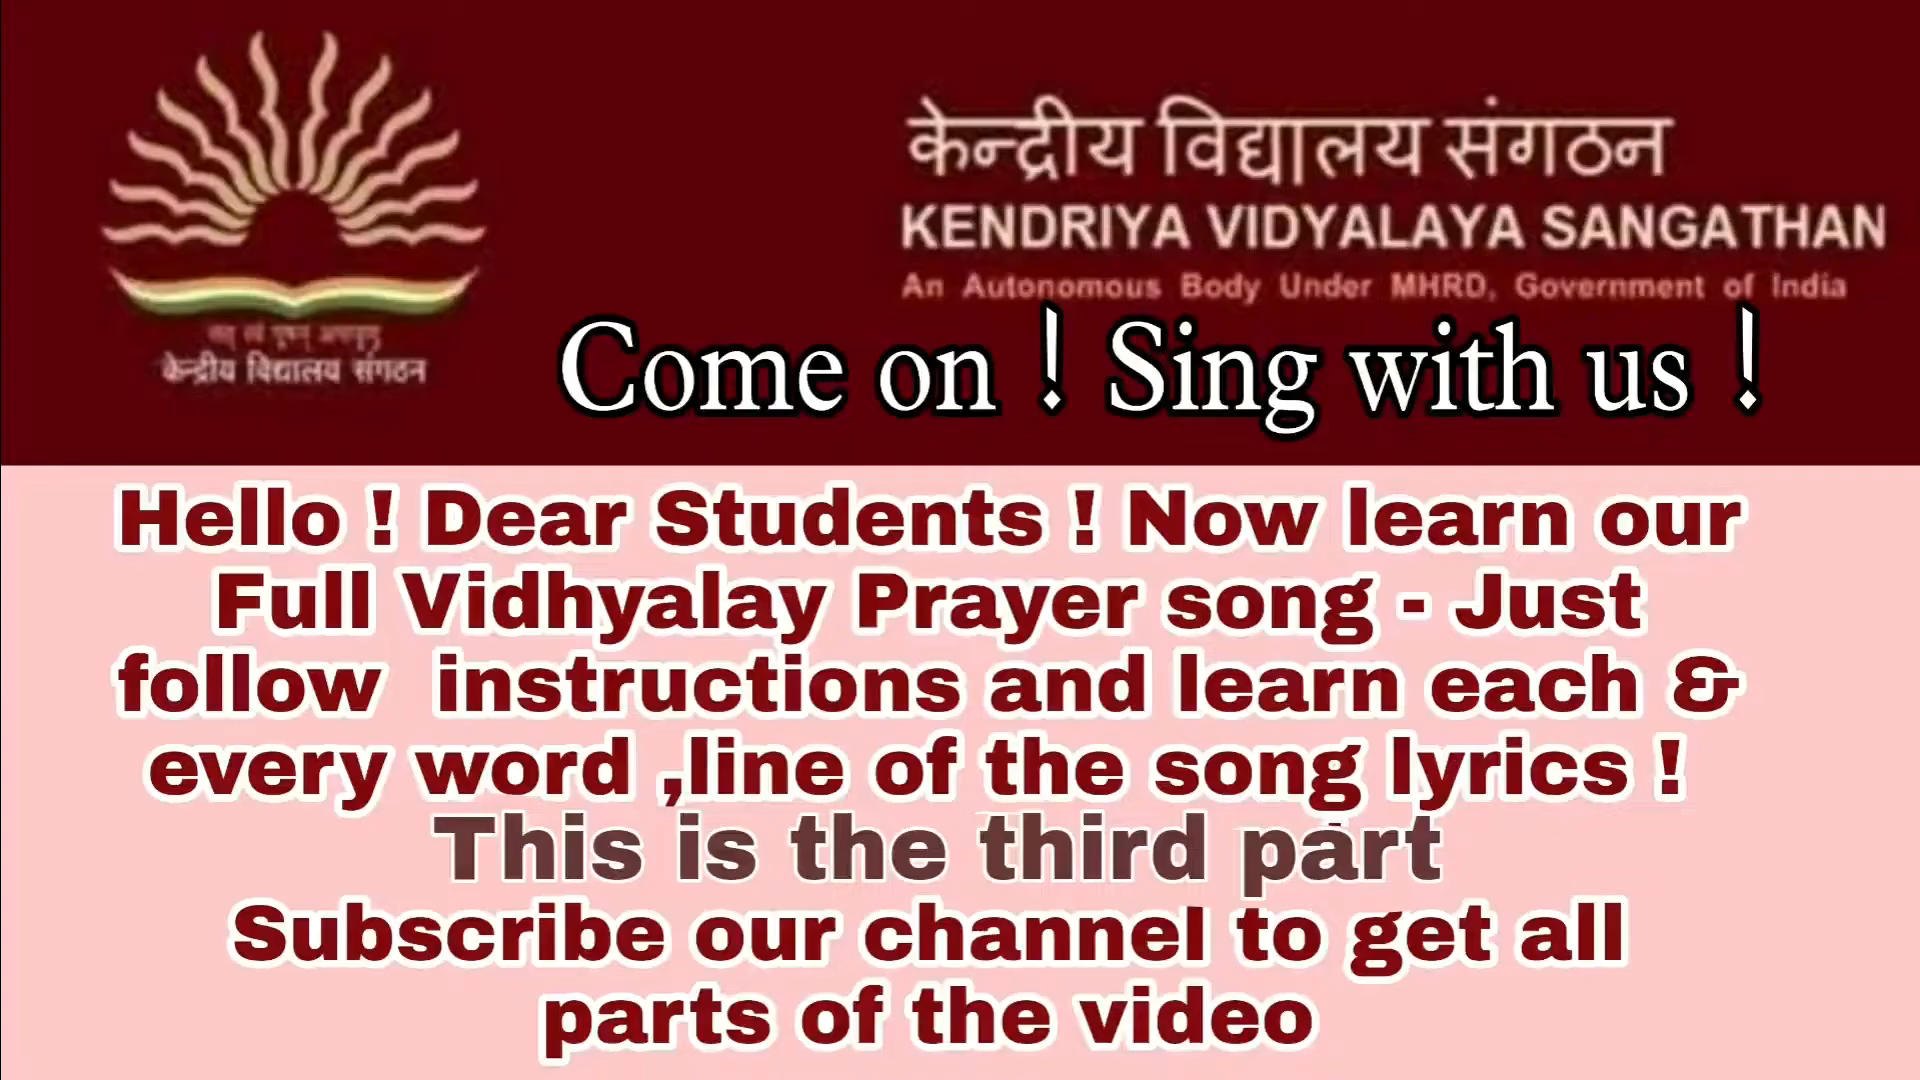 केन्द्रीय विद्यालय संगठन
KENDRIYA VIDYALAYA SANGATHAN
An Autonomous Body Under MHRD, Government of India
केन्द्रीय विद्यालय संगठन
Come on ! Sing with us !
Hello ! Dear Students ! Now learn our
Full Vidhyalay Prayer song - Just
follow instructions and learn each &
every word ,line of the song lyrics !
This is the third part
Subscribe our channel to get all
parts of the video